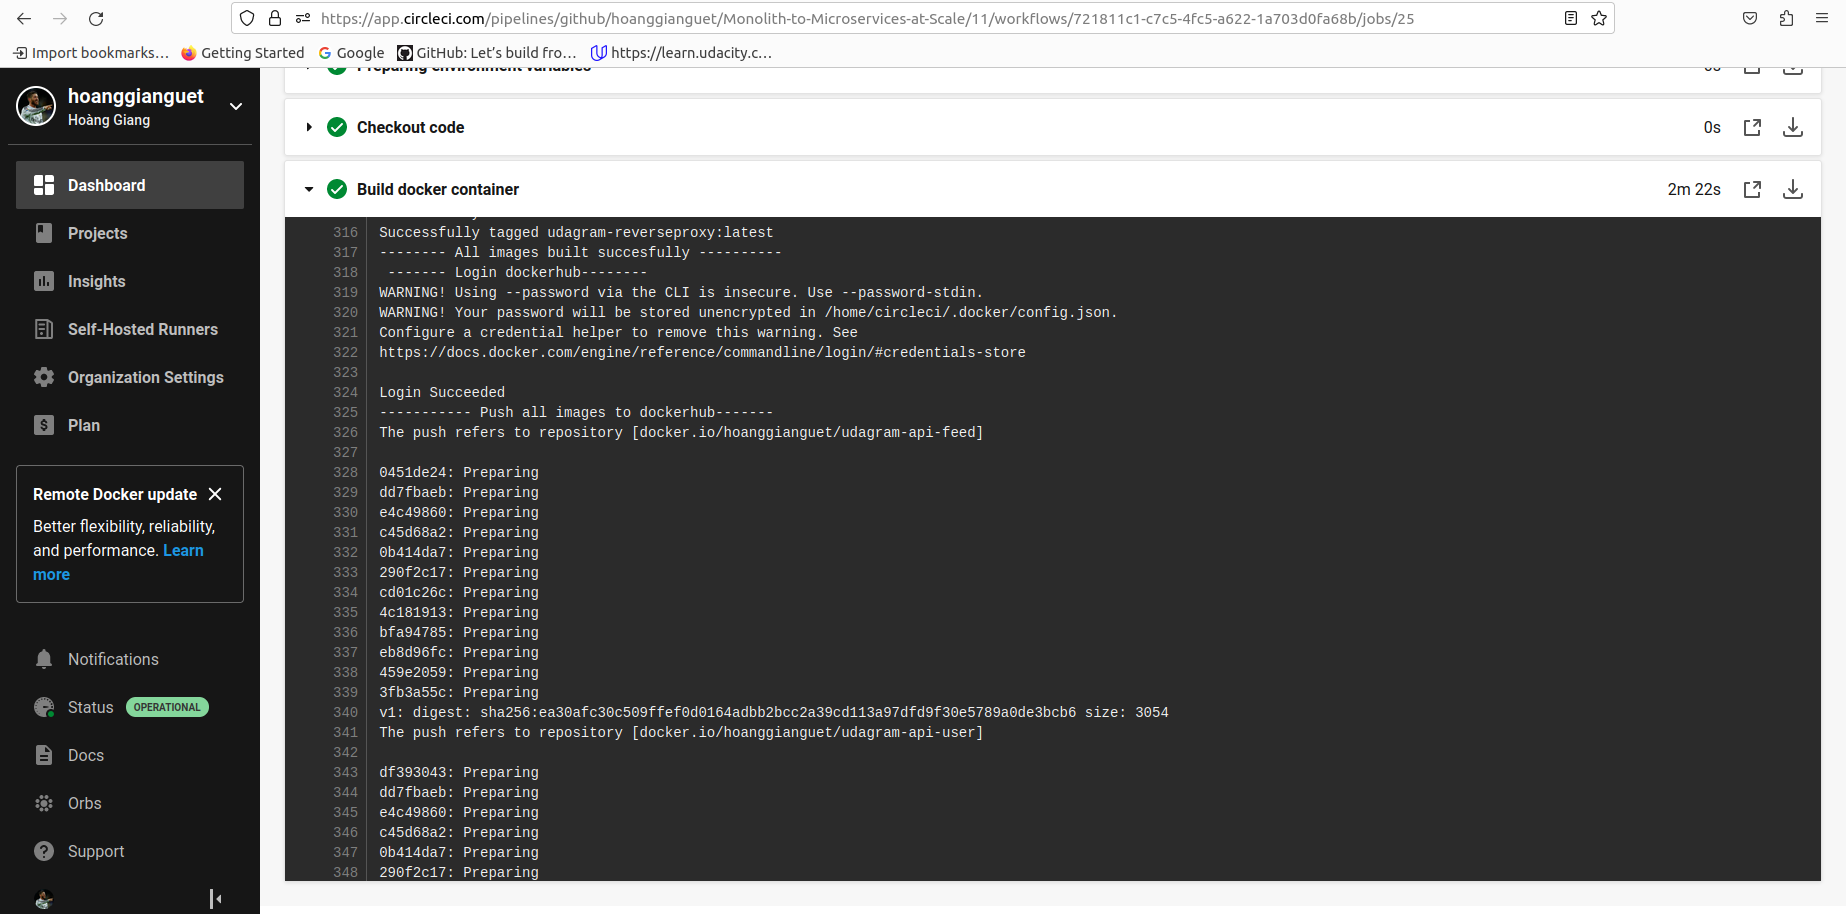 https://app.circleci.com/pipelines/github/hoanggianguet/Monolith-to-Microservices-at-Scale/11/workflows/721811c1-c7c5-4fc5-a622-1a703d0fa68b/jobs/25
Import bookmarks… Getting Started Google GitHub: Let’s build fro… https://learn.udacity.c…
hoanggianguet
Hoàng Giang
Dashboard
Projects
Insights
Self-Hosted Runners
Organization Settings
Plan
Remote Docker update
Better flexibility, reliability,
and performance. Learn
more
Notifications
Status OPERATIONAL
Docs
Orbs
Support
Preparing environment variables 0s
Checkout code 0s
Build docker container 2m 22s
316 Successfully tagged udagram-reverseproxy:latest
317 -------- All images built succesfully ----------
318 ------- Login dockerhub--------
319 WARNING! Using --password via the CLI is insecure. Use --password-stdin.
320 WARNING! Your password will be stored unencrypted in /home/circleci/.docker/config.json.
321 Configure a credential helper to remove this warning. See
322 https://docs.docker.com/engine/reference/commandline/login/#credentials-store
323
324 Login Succeeded
325 ----------- Push all images to dockerhub-------
326 The push refers to repository [docker.io/hoanggianguet/udagram-api-feed]
327
328 0451de24: Preparing
329 dd7fbaeb: Preparing
330 e4c49860: Preparing
331 c45d68a2: Preparing
332 0b414da7: Preparing
333 290f2c17: Preparing
334 cd01c26c: Preparing
335 4c181913: Preparing
336 bfa94785: Preparing
337 eb8d96fc: Preparing
338 459e2059: Preparing
339 3fb3a55c: Preparing
340 v1: digest: sha256:ea30afc30c509ffef0d0164adbb2bcc2a39cd113a97dfd9f30e5789a0de3bcb6 size: 3054
341 The push refers to repository [docker.io/hoanggianguet/udagram-api-user]
342
343 df393043: Preparing
344 dd7fbaeb: Preparing
345 e4c49860: Preparing
346 c45d68a2: Preparing
347 0b414da7: Preparing
348 290f2c17: Preparing